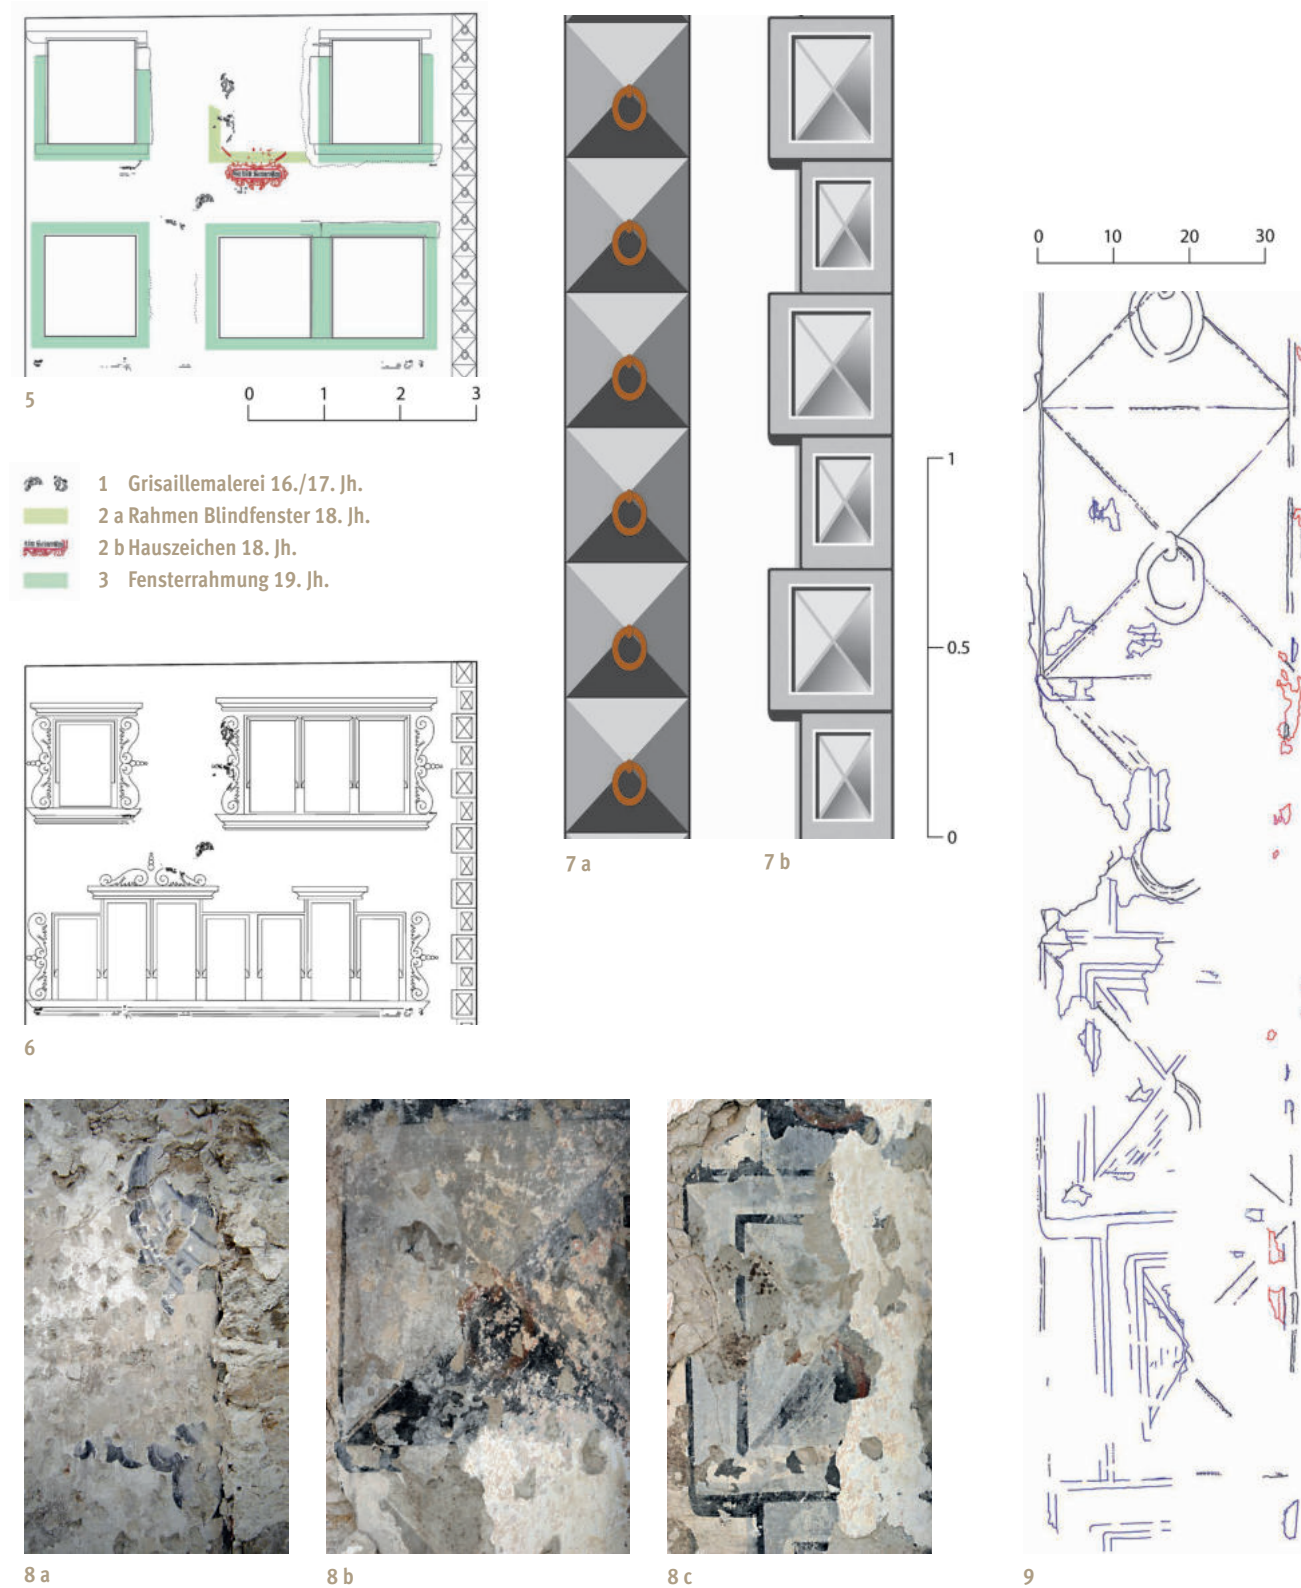 5
0 1 2 3
1 Grisaillemalerei 16./17. Jh.
2 a Rahmen Blindfenster 18. Jh.
2 b Hauszeichen 18. Jh.
3 Fensterrahmung 19. Jh.
6
7 a
7 b
1
0.5
0
0 10 20 30
8 a
8 b
8 c
9